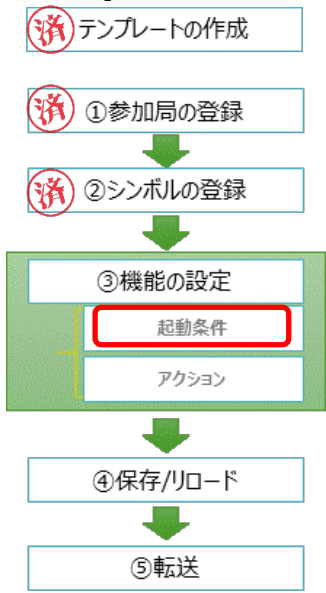 済 テンプレートの作成
済 ①参加局の登録
済 ②シンボルの登録
③機能の設定
起動条件
アクション
④保存/リロード
⑤転送